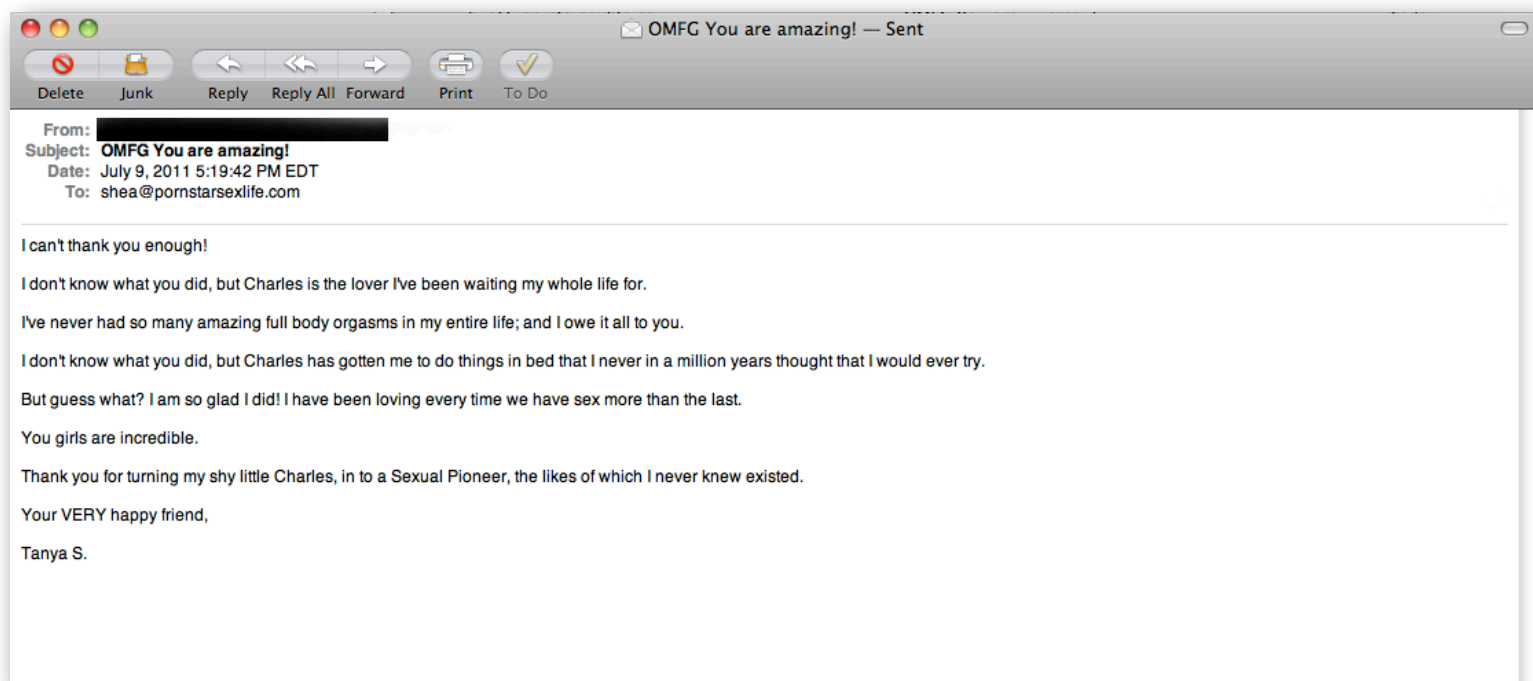 OMFG You are amazing! — Sent
Delete Junk Reply Reply All Forward Print To Do
From:
Subject: OMFG You are amazing!
Date: July 9, 2011 5:19:42 PM EDT
To: shea@pornstarsexlife.com
I can't thank you enough!
I don't know what you did, but Charles is the lover I've been waiting my whole life for.
I've never had so many amazing full body orgasms in my entire life; and I owe it all to you.
I don't know what you did, but Charles has gotten me to do things in bed that I never in a million years thought that I would ever try.
But guess what? I am so glad I did! I have been loving every time we have sex more than the last.
You girls are incredible.
Thank you for turning my shy little Charles, in to a Sexual Pioneer, the likes of which I never knew existed.
Your VERY happy friend,
Tanya S.